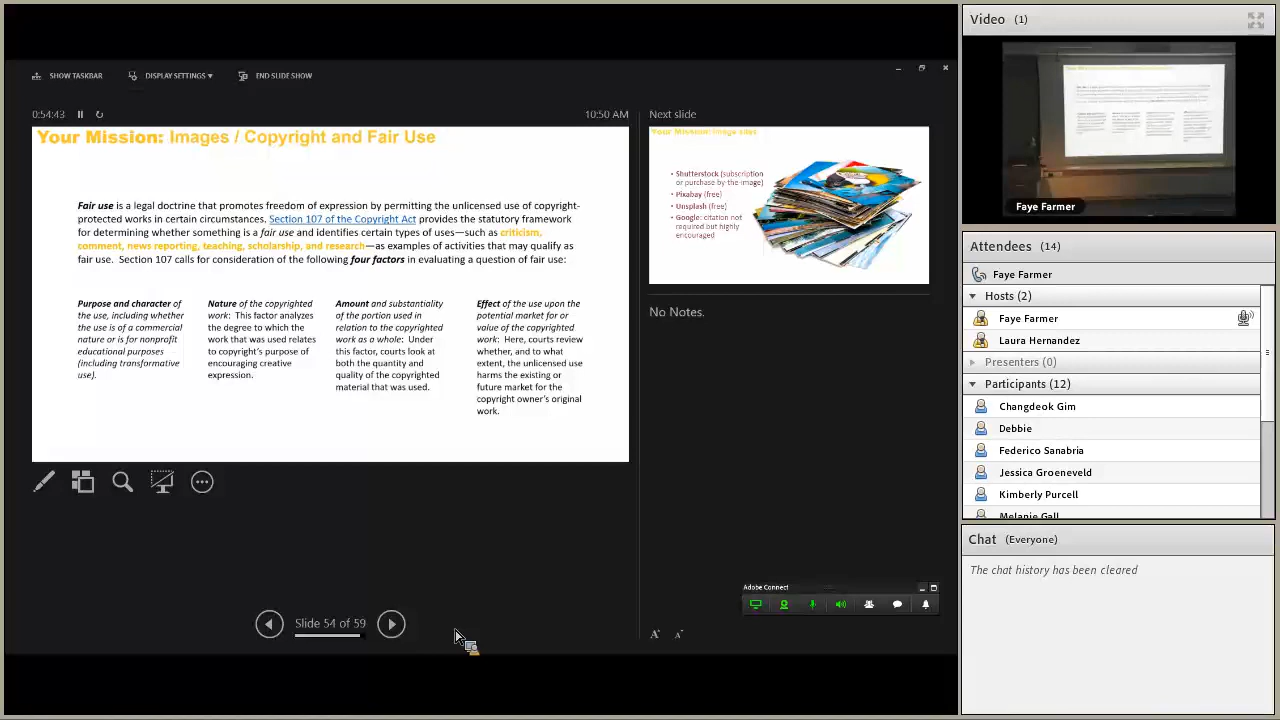 SHOW TASKBAR
DISPLAY SETTINGS ▾
END SLIDE SHOW
0:54:43
10:50 AM
Your Mission: Images / Copyright and Fair Use
Fair use is a legal doctrine that promotes freedom of expression by permitting the unlicensed use of copyright-
protected works in certain circumstances. Section 107 of the Copyright Act provides the statutory framework
for determining whether something is a fair use and identifies certain types of uses—such as criticism,
comment, news reporting, teaching, scholarship, and research—as examples of activities that may qualify as
fair use.  Section 107 calls for consideration of the following four factors in evaluating a question of fair use:
Purpose and character of
the use, including whether
the use is of a commercial
nature or is for nonprofit
educational purposes
(including transformative
use).
Nature of the copyrighted
work:  This factor analyzes
the degree to which the
work that was used relates
to copyright's purpose of
encouraging creative
expression.
Amount and substantiality
of the portion used in
relation to the copyrighted
work as a whole:  Under
this factor, courts look at
both the quantity and
quality of the copyrighted
material that was used.
Effect of the use upon the
potential market for or
value of the copyrighted
work:  Here, courts review
whether, and to what
extent, the unlicensed use
harms the existing or
future market for the
copyright owner's original
work.
Slide 54 of 59
Next slide
Your Mission: Image sites
• Shutterstock (subscription
or purchase by-the-image)
• Pixabay (free)
• Unsplash (free)
• Google: citation not
required but highly
encouraged
No Notes.
Adobe Connect
A
A
Video (1)
Faye Farmer
Attendees (14)
Faye Farmer
Hosts (2)
Faye Farmer
Laura Hernandez
Presenters (0)
Participants (12)
Changdeok Gim
Debbie
Federico Sanabria
Jessica Groeneveld
Kimberly Purcell
Melanie Gall
Chat (Everyone)
The chat history has been cleared